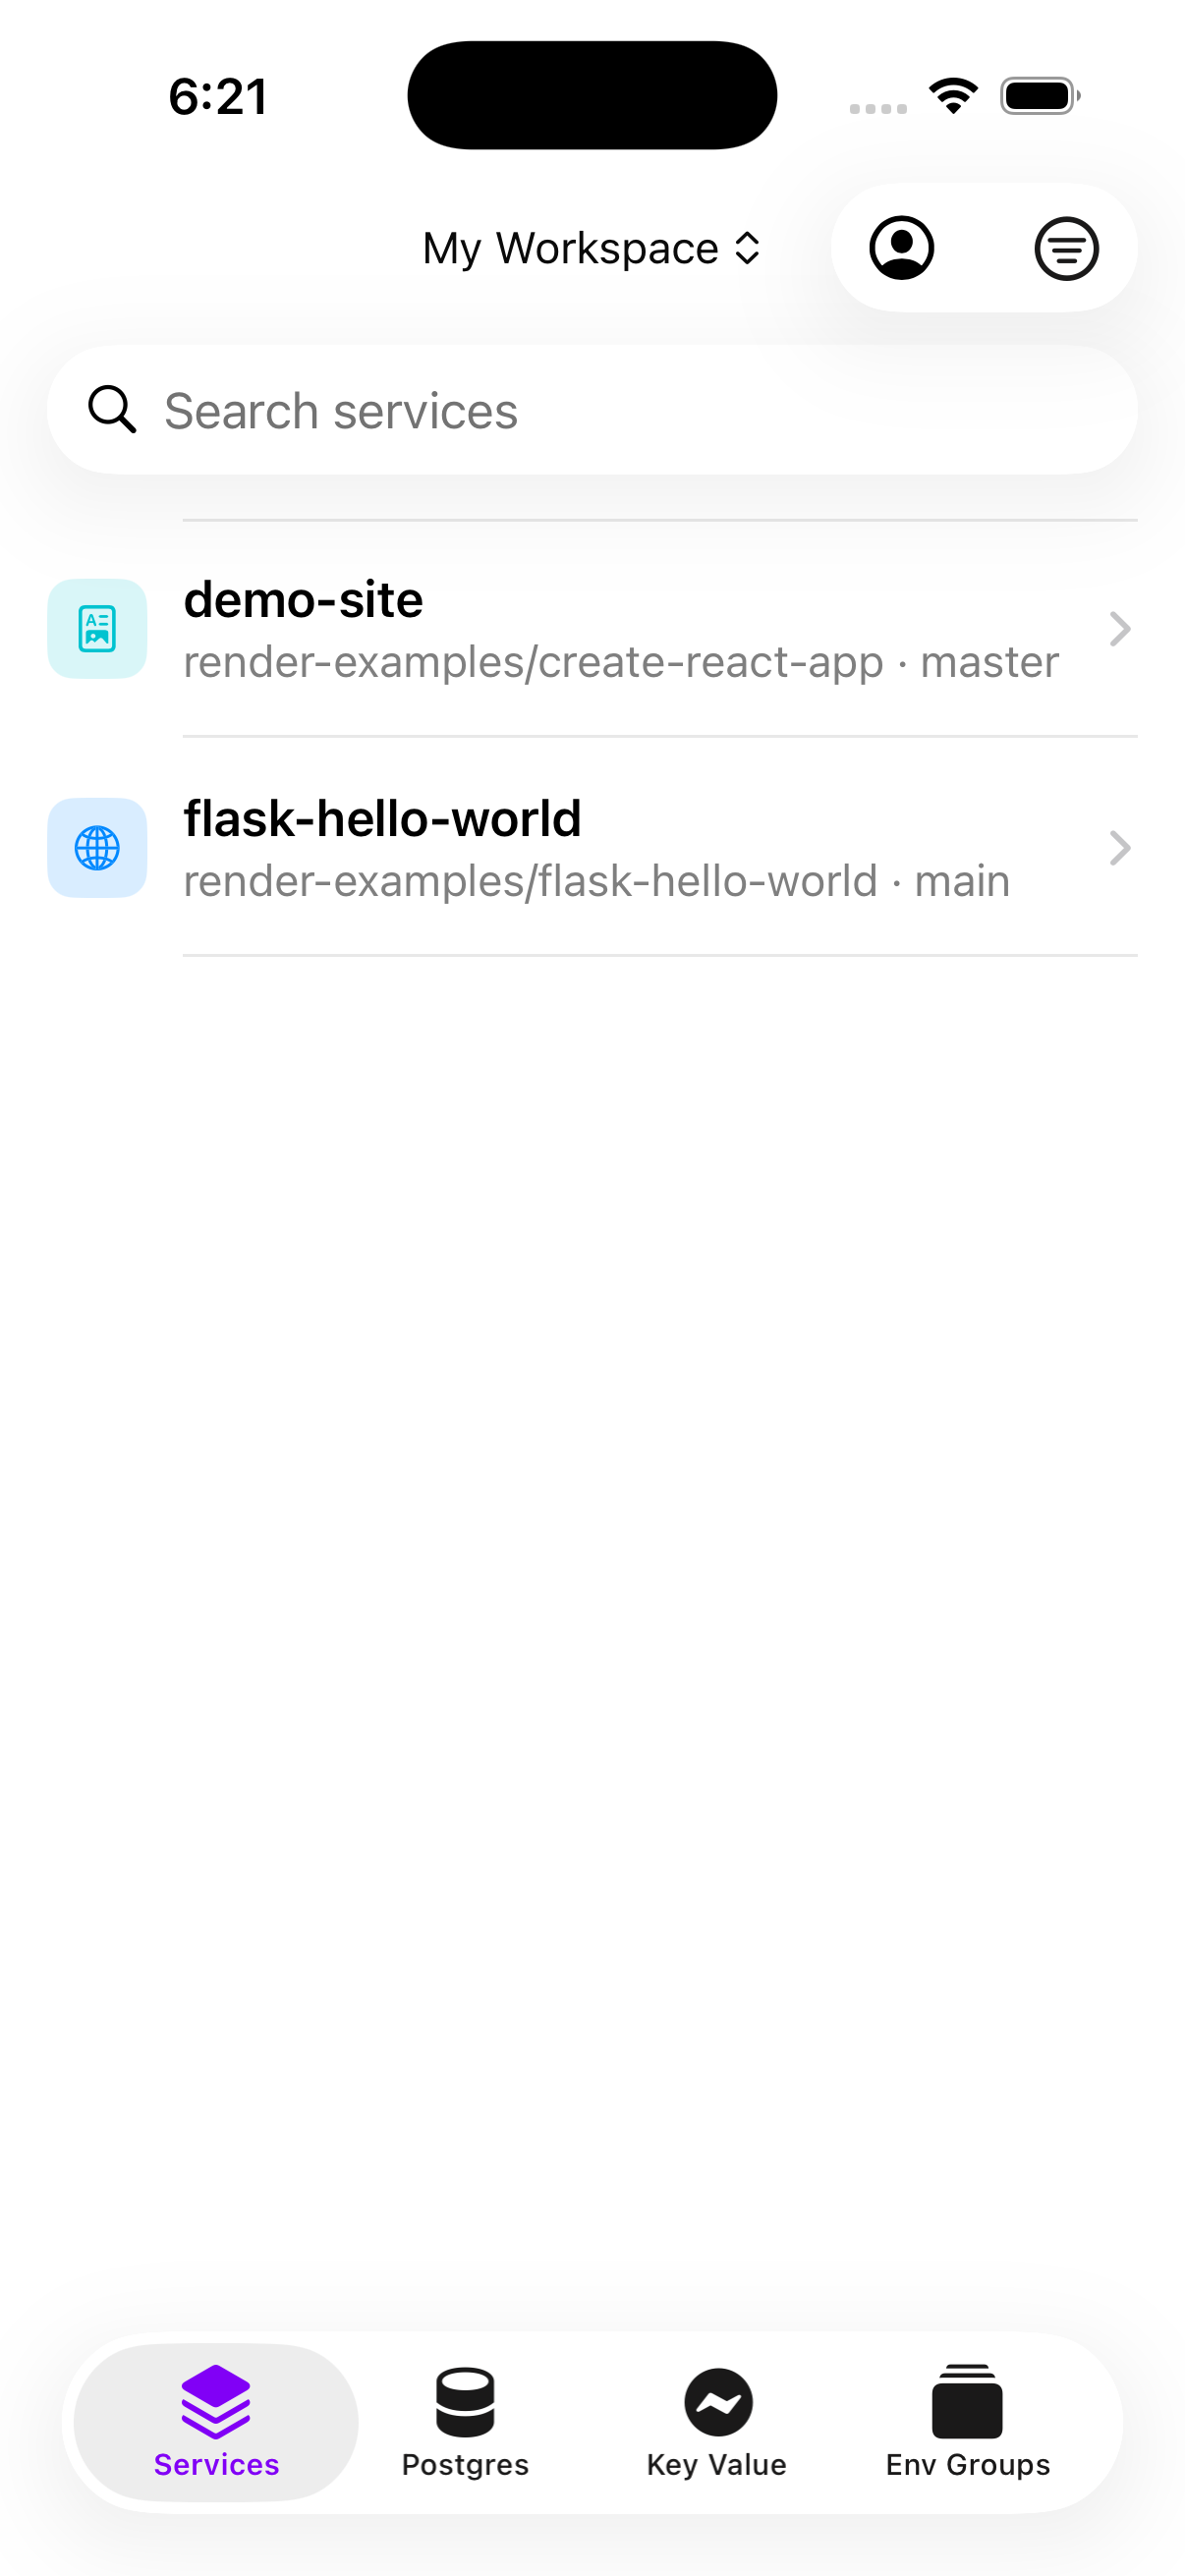 6:21
My Workspace
Search services
demo-site
render-examples/create-react-app · master
flask-hello-world
render-examples/flask-hello-world · main
Services
Postgres
Key Value
Env Groups